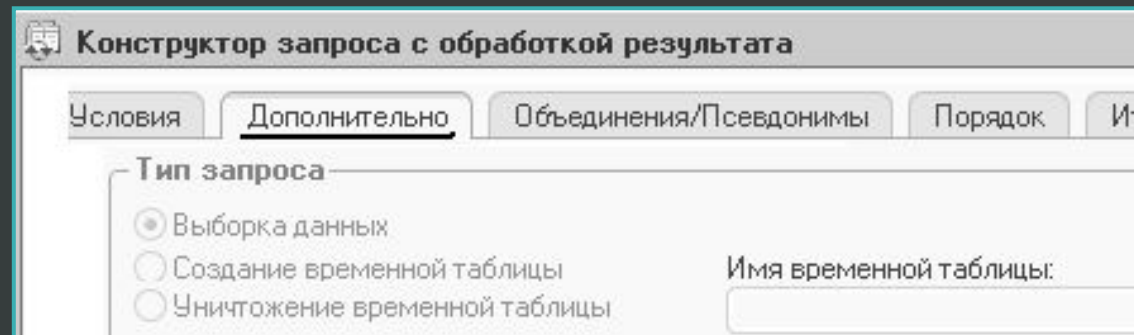 Конструктор запроса с обработкой результата
Условия Дополнительно Объединения/Псевдонимы Порядок
Тип запроса
Выборка данных
Создание временной таблицы Имя временной таблицы:
Уничтожение временной таблицы